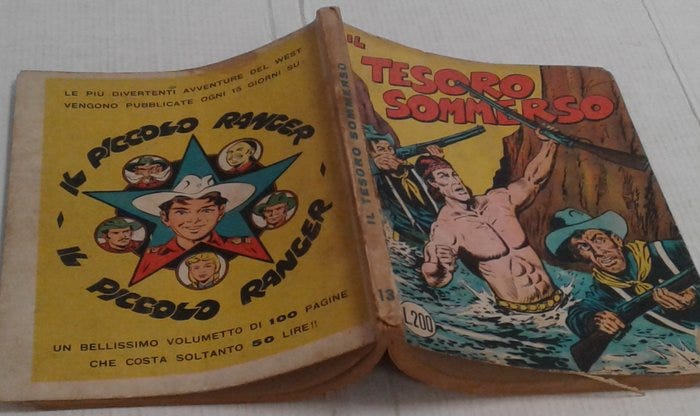 LE PIÙ DIVERTENTI AVVENTURE DEL WEST
VENGONO PUBBLICATE OGNI 15 GIORNI SU
- IL PICCOLO RANGER -
IL PICCOLO RANGER
UN BELLISSIMO VOLUMETTO DI 100 PAGINE
CHE COSTA SOLTANTO 50 LIRE!!
IL TESORO SOMMERSO
13
IL
TESORO
SOMMERSO
L.200